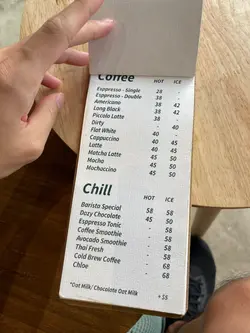 Coffee HOT ICE
Espresso - Single 28 -
Espresso - Double 38 -
Americano 38 42
Long Black 38 42
Piccolo Latte 38 -
Dirty - 40
Flat White 40 -
Cappuccino 40 45
Latte 40 45
Matcha Latte 45 50
Mocha 45 50
Mochaccino 45 50
Chill HOT ICE
Barista Special 58 58
Dozy Chocolate 45 50
Espresso Tonic - 58
Coffee Smoothie - 58
Avocado Smoothie - 58
Thai Fresh - 58
Cold Brew Coffee - 68
Chloe - 68
*Oat Milk/ Chocolate Oat Milk